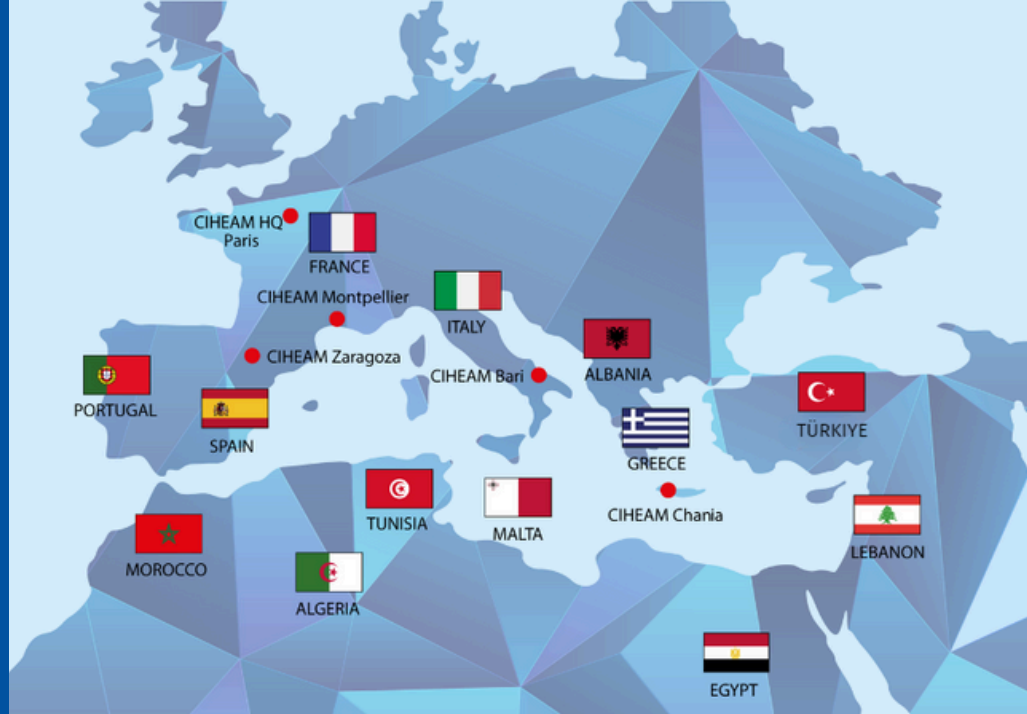 CIHEAM HQ
Paris
FRANCE
CIHEAM Montpellier
ITALY
CIHEAM Zaragoza
CIHEAM Bari
ALBANIA
PORTUGAL
SPAIN
TÜRKIYE
GREECE
TUNISIA
MALTA
CIHEAM Chania
LEBANON
MOROCCO
ALGERIA
EGYPT